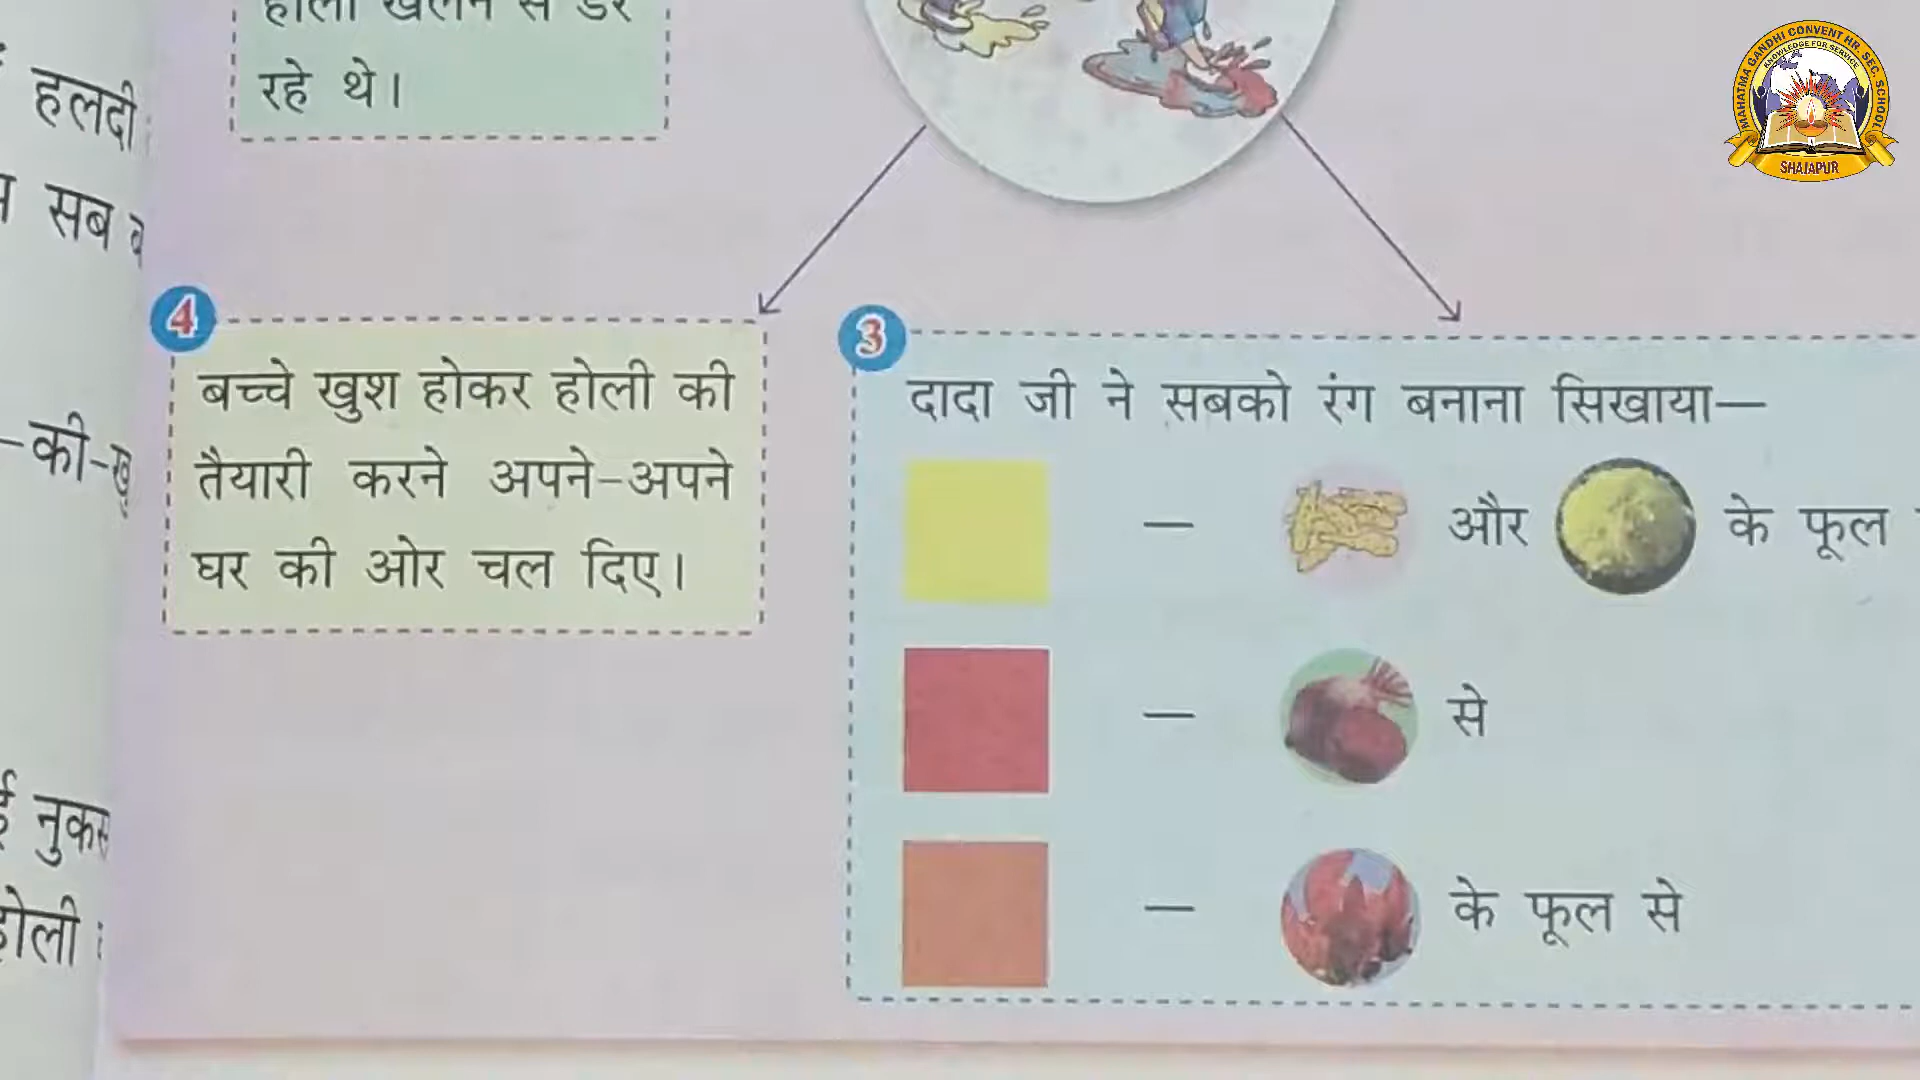 रहे थे।
हलदी
सब
-की-
4
बच्चे खुश होकर होली की
तैयारी करने अपने-अपने
घर की ओर चल दिए।
3
दादा जी ने सबको रंग बनाना सिखाया—
— और के फूल
— से
— के फूल से
MAHATMA GANDHI CONVENT HR. SEC. SCHOOL
KNOWLEDGE FOR SERVICE
SHAJAPUR